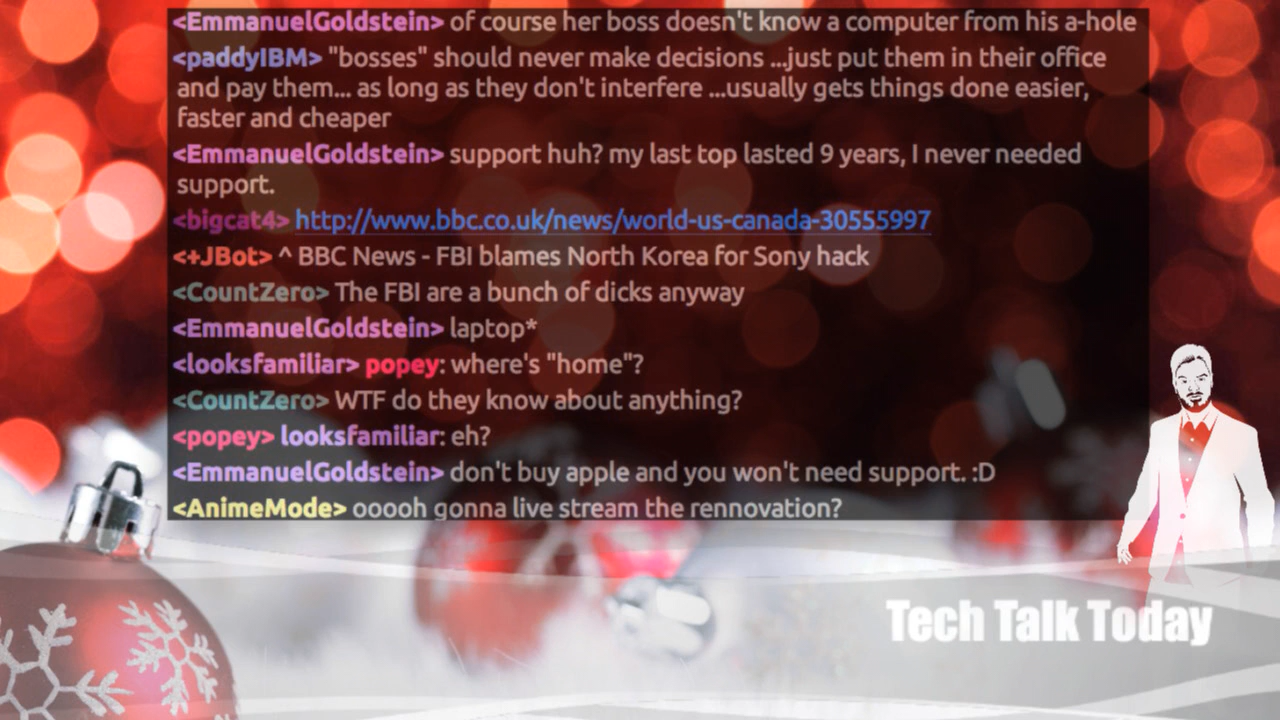 <EmmanuelGoldstein> of course her boss doesn't know a computer from his a-hole
<paddyIBM> "bosses" should never make decisions ...just put them in their office
and pay them... as long as they don't interfere ...usually gets things done easier,
faster and cheaper
<EmmanuelGoldstein> support huh? my last top lasted 9 years, I never needed
support.
<bigcat4> http://www.bbc.co.uk/news/world-us-canada-30555997
<+JBot> ^ BBC News - FBI blames North Korea for Sony hack
<CountZero> The FBI are a bunch of dicks anyway
<EmmanuelGoldstein> laptop*
<looksfamiliar> popey: where's "home"?
<CountZero> WTF do they know about anything?
<popey> looksfamiliar: eh?
<EmmanuelGoldstein> don't buy apple and you won't need support. :D
<AnimeMode> ooooh gonna live stream the rennovation?
Tech Talk Today